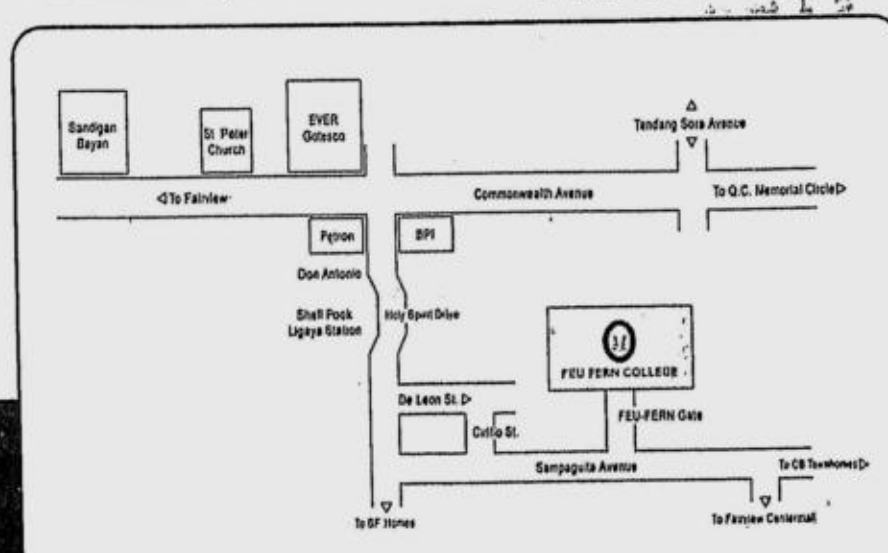 Sandigan
Bayan
St Peter
Church
EVER
Gotesco
Tandang Sora Avenue
◁To Fairview
Commonwealth Avenue
To Q.C. Memorial Circle▷
Petron
BPI
Don Antonio
Shell Pook
Ligaya Station
Holy Spirit Drive
FEU FERN COLLEGE
De Leon St. ▷
FEU-FERN Gate
St.
Sampaguita Avenue
To CB Townhomes▷
To BF Homes
To Fairview Centermall